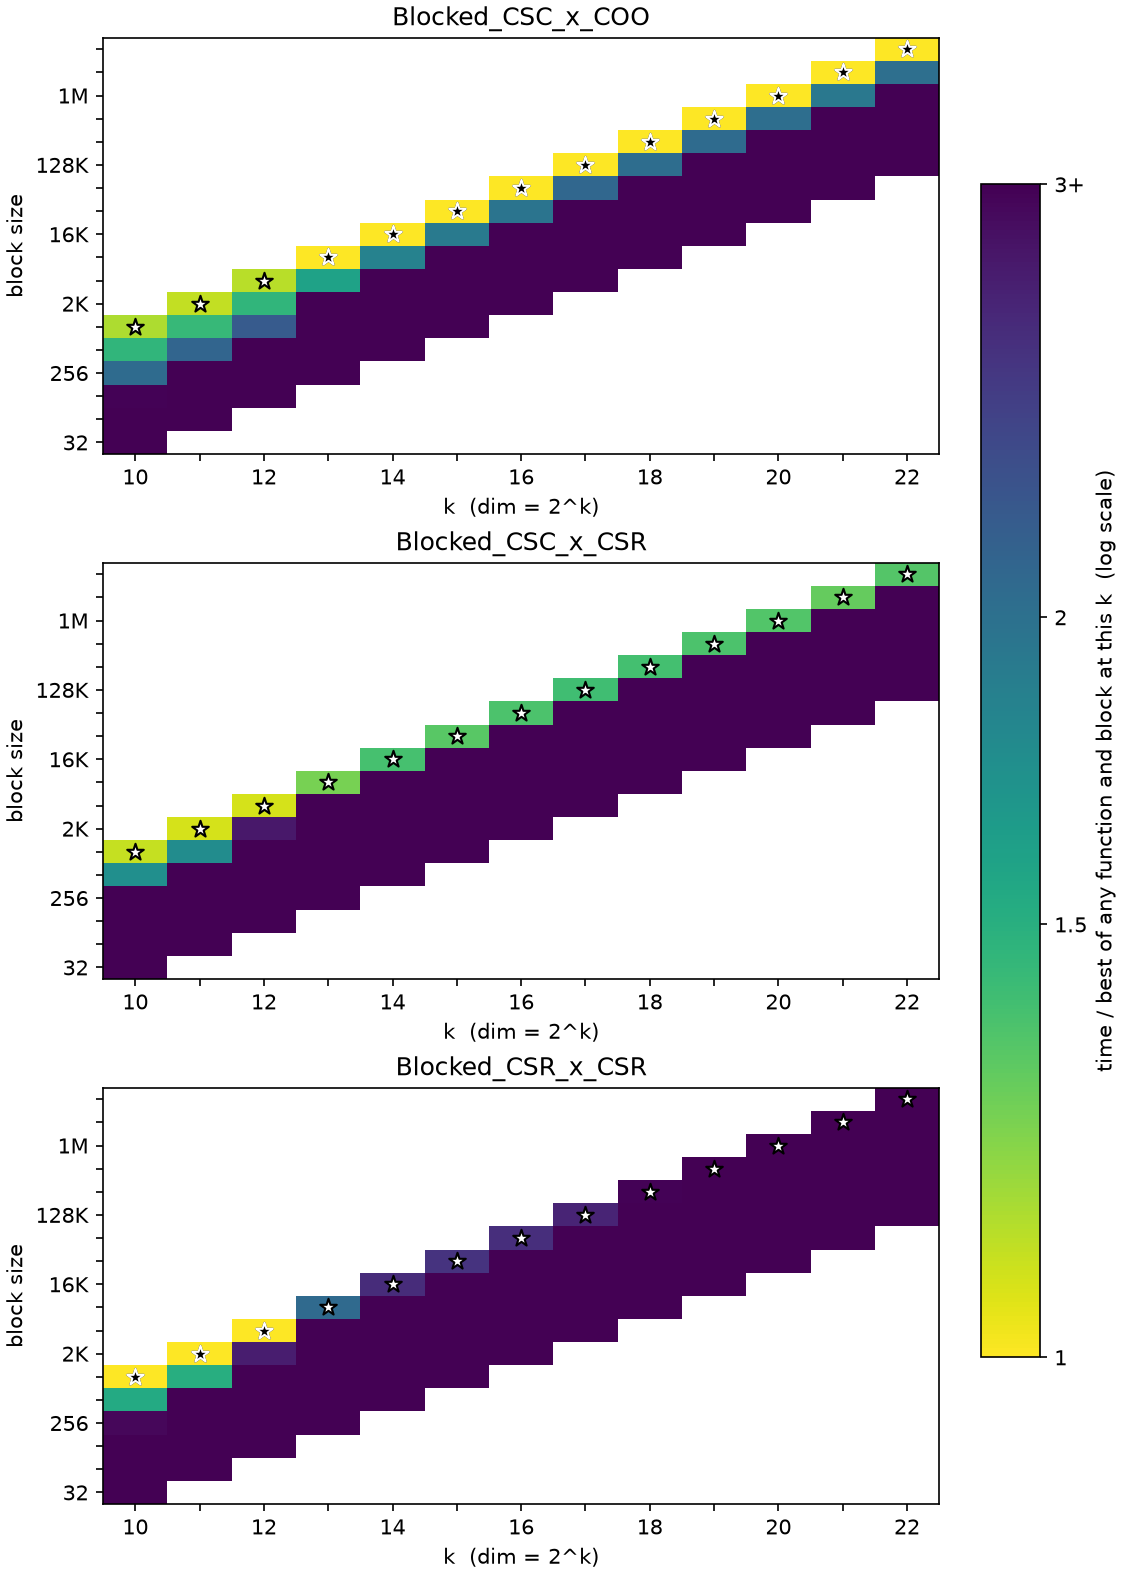 Blocked_CSC_x_COO
block size
1M
128K
16K
2K
256
32
10 12 14 16 18 20 22
k (dim = 2^k)
Blocked_CSC_x_CSR
block size
1M
128K
16K
2K
256
32
10 12 14 16 18 20 22
k (dim = 2^k)
Blocked_CSR_x_CSR
block size
1M
128K
16K
2K
256
32
10 12 14 16 18 20 22
k (dim = 2^k)
3+
2
1.5
1
time / best of any function and block at this k (log scale)